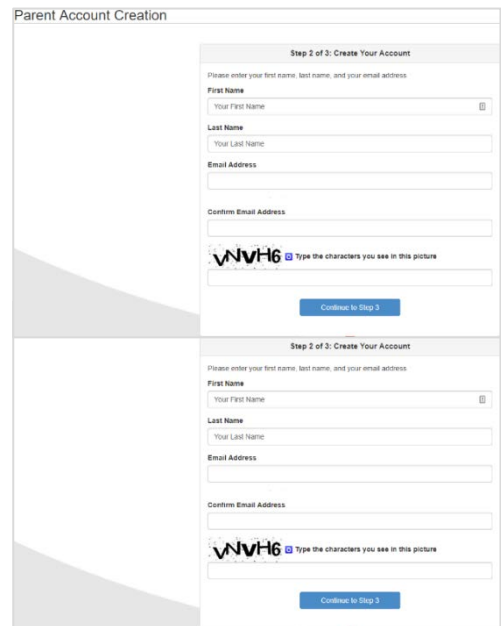 Parent Account Creation
Step 2 of 3: Create Your Account
Please enter your first name, last name, and your email address
First Name
Your First Name
Last Name
Your Last Name
Email Address
Confirm Email Address
vNVH6 Type the characters you see in this picture
Continue to Step 3
Step 2 of 3: Create Your Account
Please enter your first name, last name, and your email address
First Name
Your First Name
Last Name
Your Last Name
Email Address
Confirm Email Address
vNVH6 Type the characters you see in this picture
Continue to Step 3